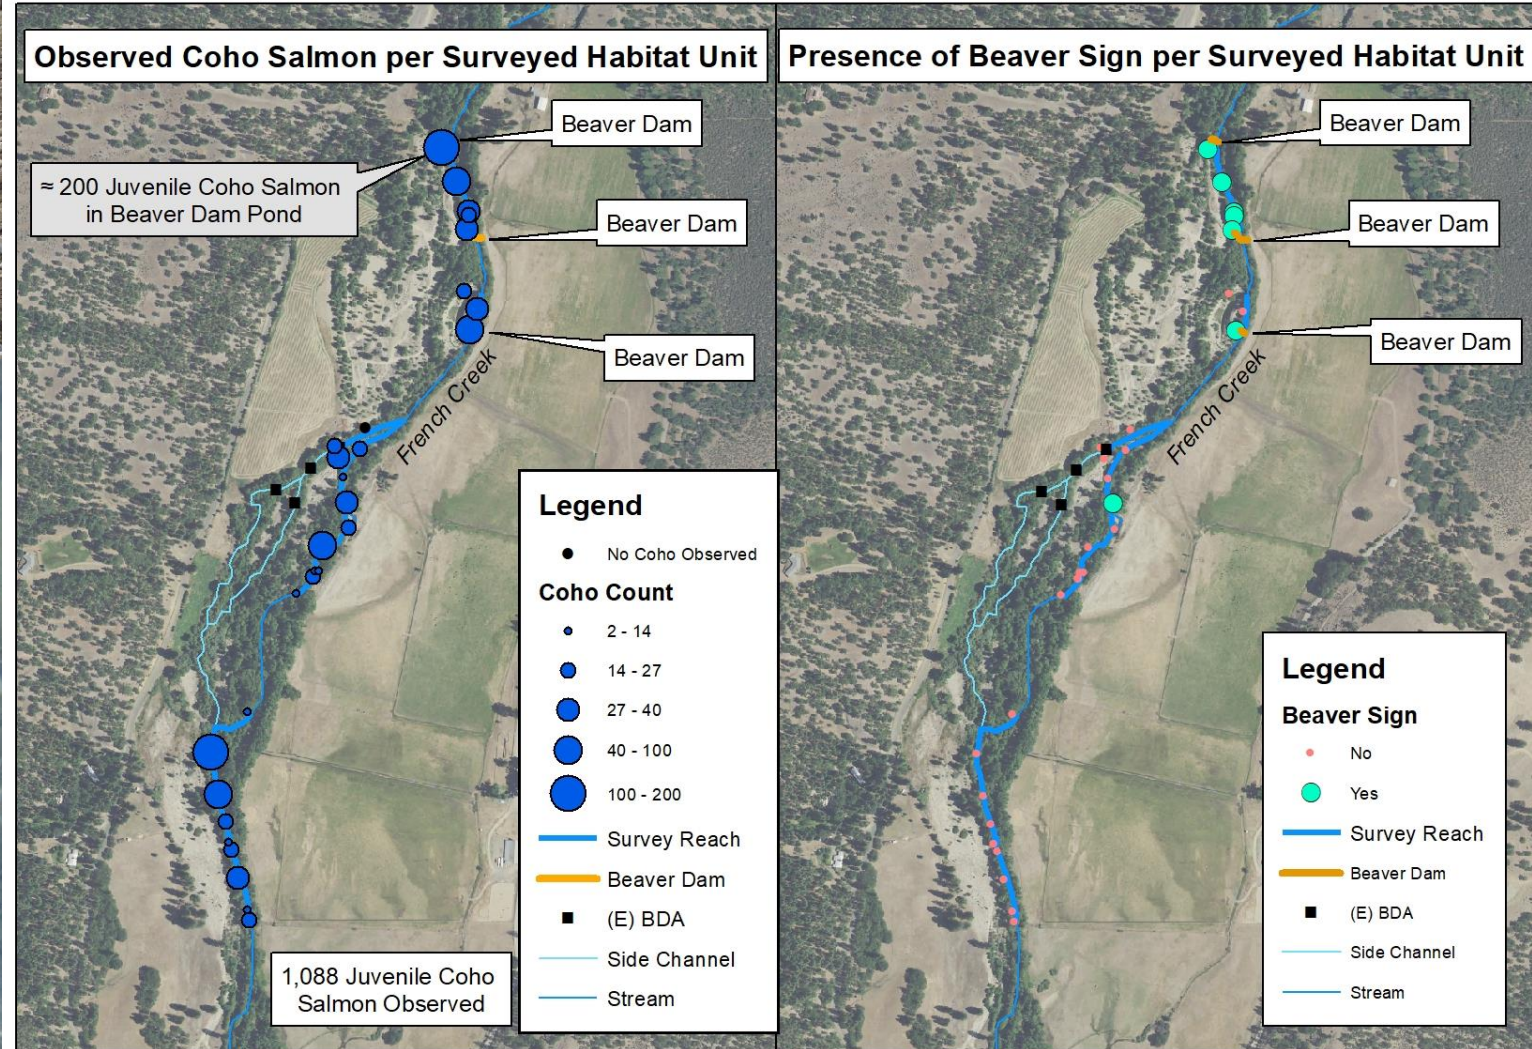 Observed Coho Salmon per Surveyed Habitat Unit
Beaver Dam
≈ 200 Juvenile Coho Salmon
in Beaver Dam Pond
Beaver Dam
Beaver Dam
French Creek
Legend
No Coho Observed
Coho Count
2 - 14
14 - 27
27 - 40
40 - 100
100 - 200
Survey Reach
Beaver Dam
(E) BDA
Side Channel
Stream
1,088 Juvenile Coho
Salmon Observed
Presence of Beaver Sign per Surveyed Habitat Unit
Beaver Dam
Beaver Dam
Beaver Dam
French Creek
Legend
Beaver Sign
No
Yes
Survey Reach
Beaver Dam
(E) BDA
Side Channel
Stream